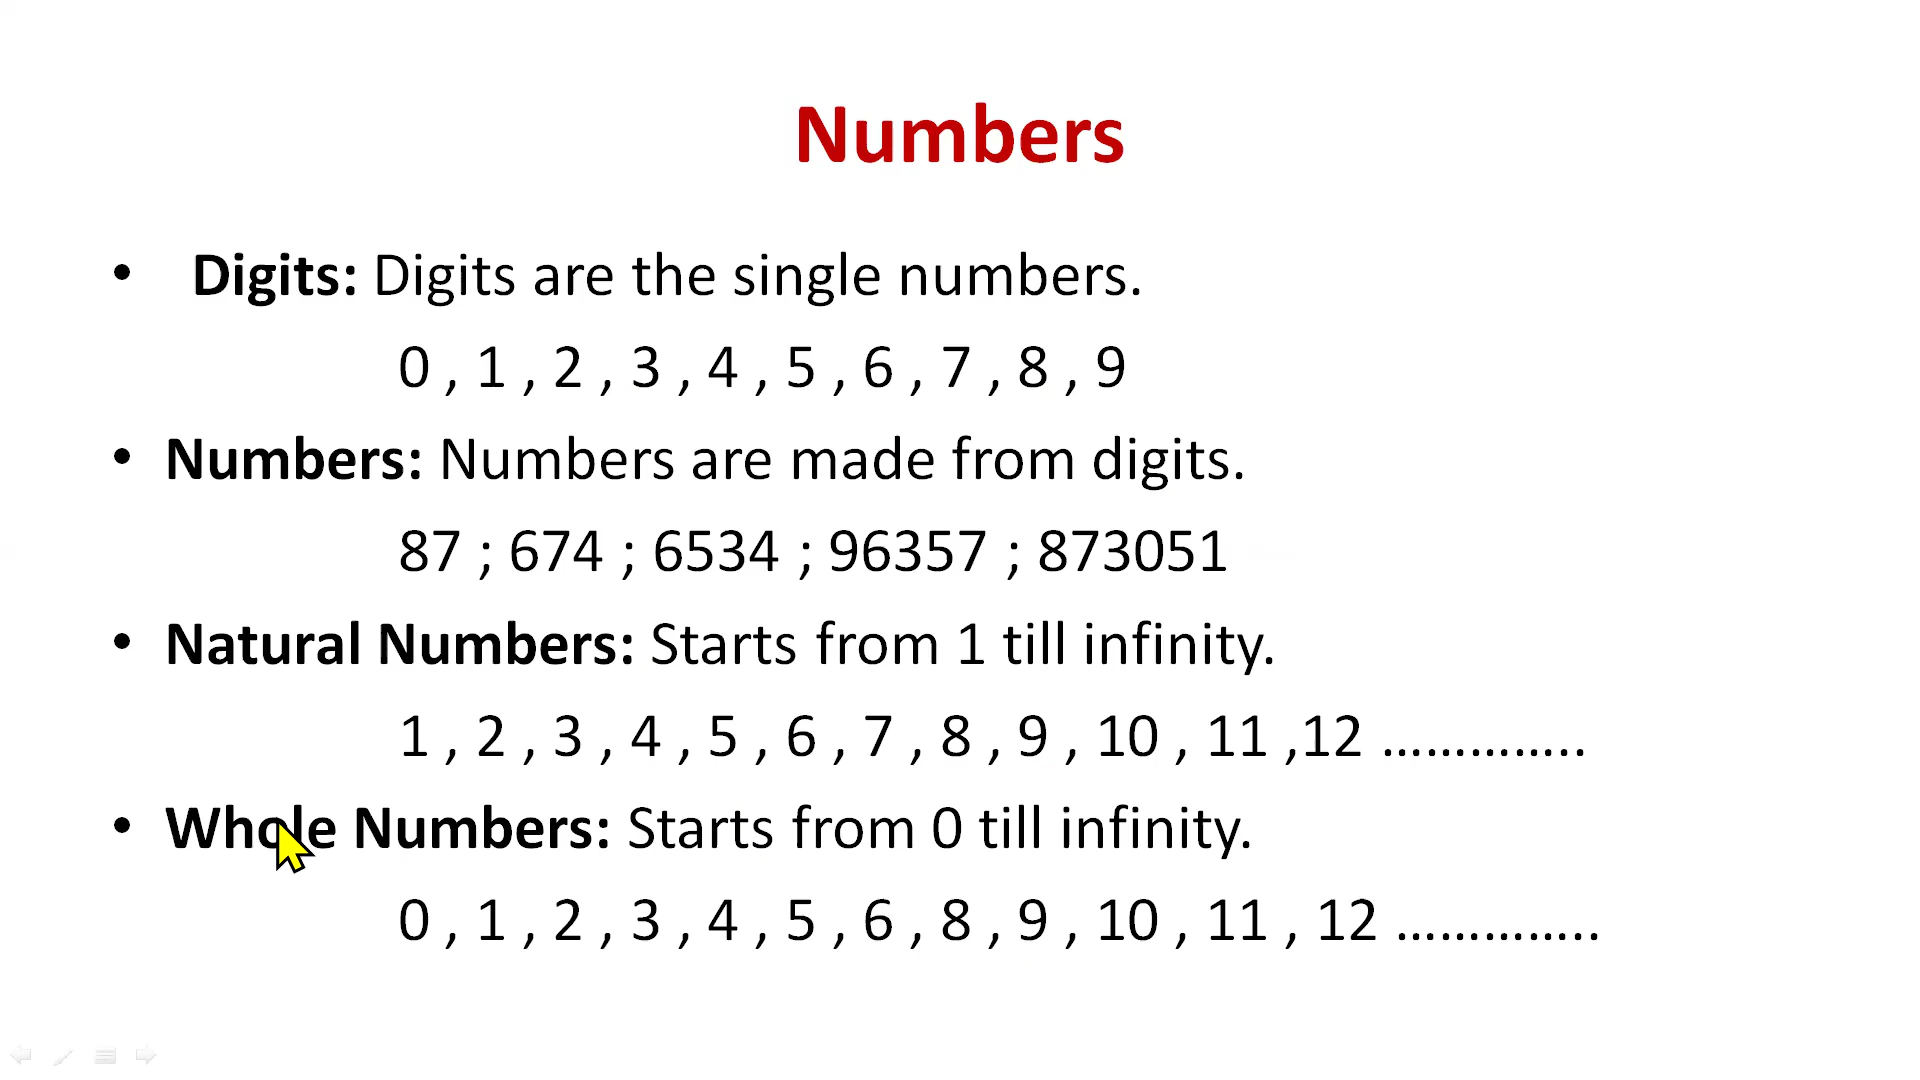 Numbers
• Digits: Digits are the single numbers.
0 , 1 , 2 , 3 , 4 , 5 , 6 , 7 , 8 , 9
• Numbers: Numbers are made from digits.
87 ; 674 ; 6534 ; 96357 ; 873051
• Natural Numbers: Starts from 1 till infinity.
1 , 2 , 3 , 4 , 5 , 6 , 7 , 8 , 9 , 10 , 11 ,12 …………..
• Whole Numbers: Starts from 0 till infinity.
0 , 1 , 2 , 3 , 4 , 5 , 6 , 8 , 9 , 10 , 11 , 12 …………..